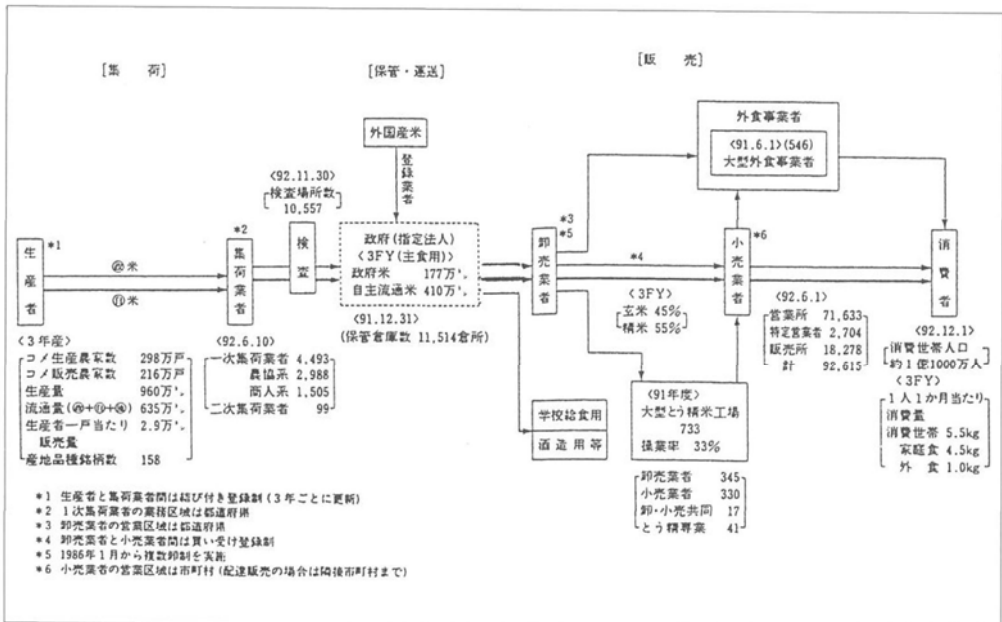 [集 荷]
[保管・運送]
[販 売]
外国産米
登録業者
外食事業者
<91.6.1>(546)
大型外食事業者
<92.11.30>
検査場所数
10,557
*1
生産者
㊕米
*2
集荷業者
検査
政府(指定法人)
<3FY(主食用)>
政府米 177万㌧
自主流通米 410万㌧
<91.12.31>
(保管倉庫数 11,514倉所)
*3
*5
卸売業者
*4
<3FY>
玄米 45%
精米 55%
*6
小売業者
消費者
<3年産>
コメ生産農家数 298万戸
コメ販売農家数 216万戸
生産量 960万㌧
流通量 635万㌧
生産者一戸当たり 2.9万㌧
販売量
産地品種銘柄数 158
<92.6.10>
一次集荷業者 4,493
農協系 2,988
商人系 1,505
二次集荷業者 99
学校給食用
酒造用等
<91年度>
大型とう精米工場
733
操業率 33%
卸売業者 345
小売業者 330
卸・小売共同 17
とう精専業 41
<92.6.1>
営業所 71,633
特定営業者 2,704
販売所 18,278
計 92,615
<92.12.1>
消費世帯人口
約1億1000万人
<3FY>
1人1か月当たり
消費量
消費世帯 5.5kg
家庭食 4.5kg
外 食 1.0kg
*1 生産者と集荷業者間は結び付き登録制(3年ごとに更新)
*2 1次集荷業者の業務区域は都道府県
*3 卸売業者の営業区域は都道府県
*4 卸売業者と小売業者間は買い受け登録制
*5 1986年1月から複数卸制を実施
*6 小売業者の営業区域は市町村(配達販売の場合は隣接市町村まで)